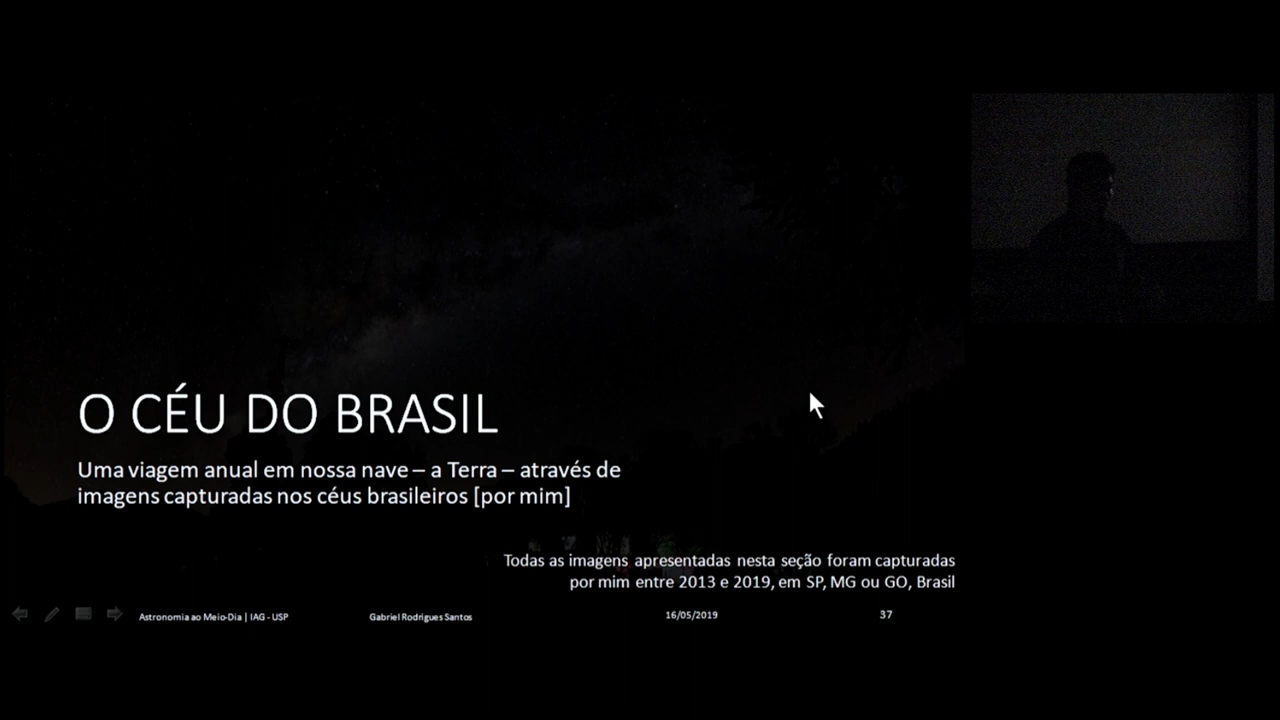 O CÉU DO BRASIL
Uma viagem anual em nossa nave – a Terra – através de
imagens capturadas nos céus brasileiros [por mim]
Todas as imagens apresentadas nesta seção foram capturadas
por mim entre 2013 e 2019, em SP, MG ou GO, Brasil
Astronomia ao Meio-Dia | IAG - USP
Gabriel Rodrigues Santos
16/05/2019
37